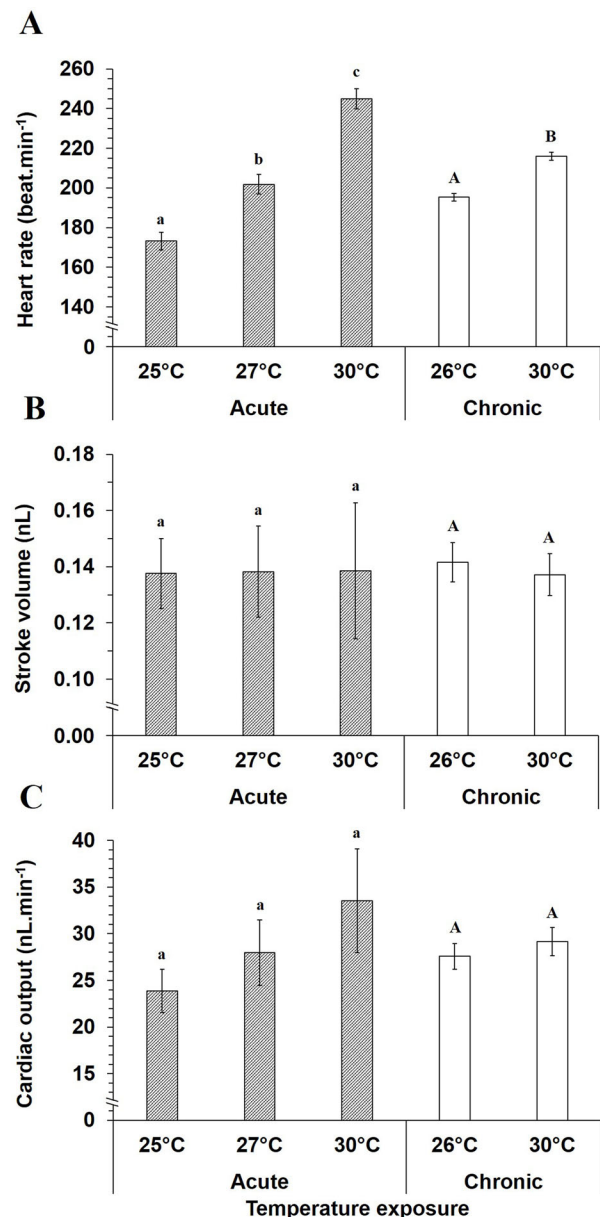 A
Heart rate (beat.min⁻¹)
260
240
220
200
180
160
140
0
a
b
c
A
B
25°C 27°C 30°C 26°C 30°C
Acute Chronic
B
Stroke volume (nL)
0.18
0.16
0.14
0.12
0.10
0.00
a
a
a
A
A
25°C 27°C 30°C 26°C 30°C
Acute Chronic
C
Cardiac output (nL.min⁻¹)
40
35
30
25
20
15
0
a
a
a
A
A
25°C 27°C 30°C 26°C 30°C
Acute Chronic
Temperature exposure